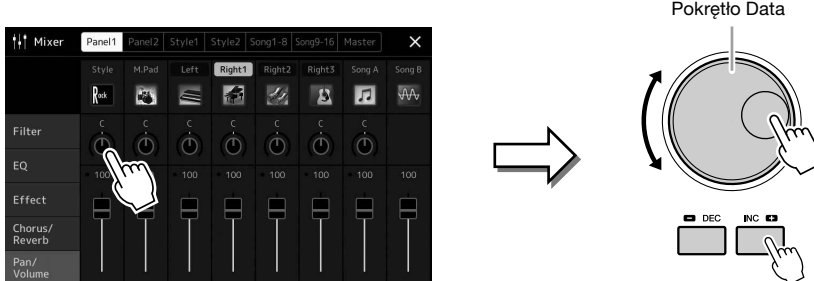 Pokrętło Data
Mixer Panel1 Panel2 Style1 Style2 Song1-8 Song9-16 Master
Style M.Pad Left Right1 Right2 Right3 Song A Song B
Rock
C C C C C C C
Filter
EQ
100 100 100 100 100 100 100
Effect
Chorus/
Reverb
Pan/
Volume
DEC INC